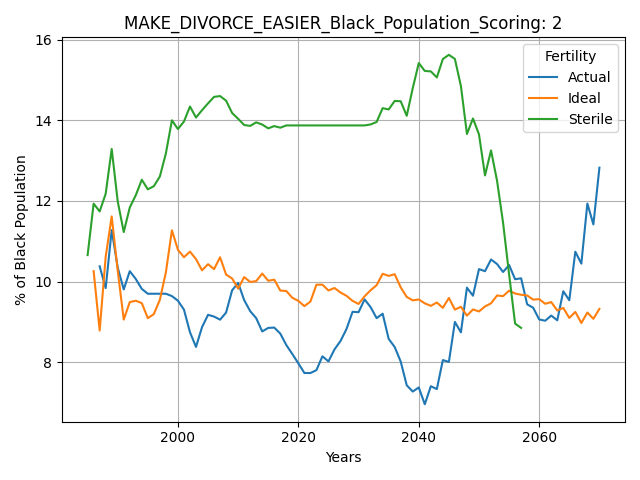 MAKE_DIVORCE_EASIER_Black_Population_Scoring: 2
% of Black Population
16
14
12
10
8
2000
2020
2040
2060
Years
Fertility
Actual
Ideal
Sterile